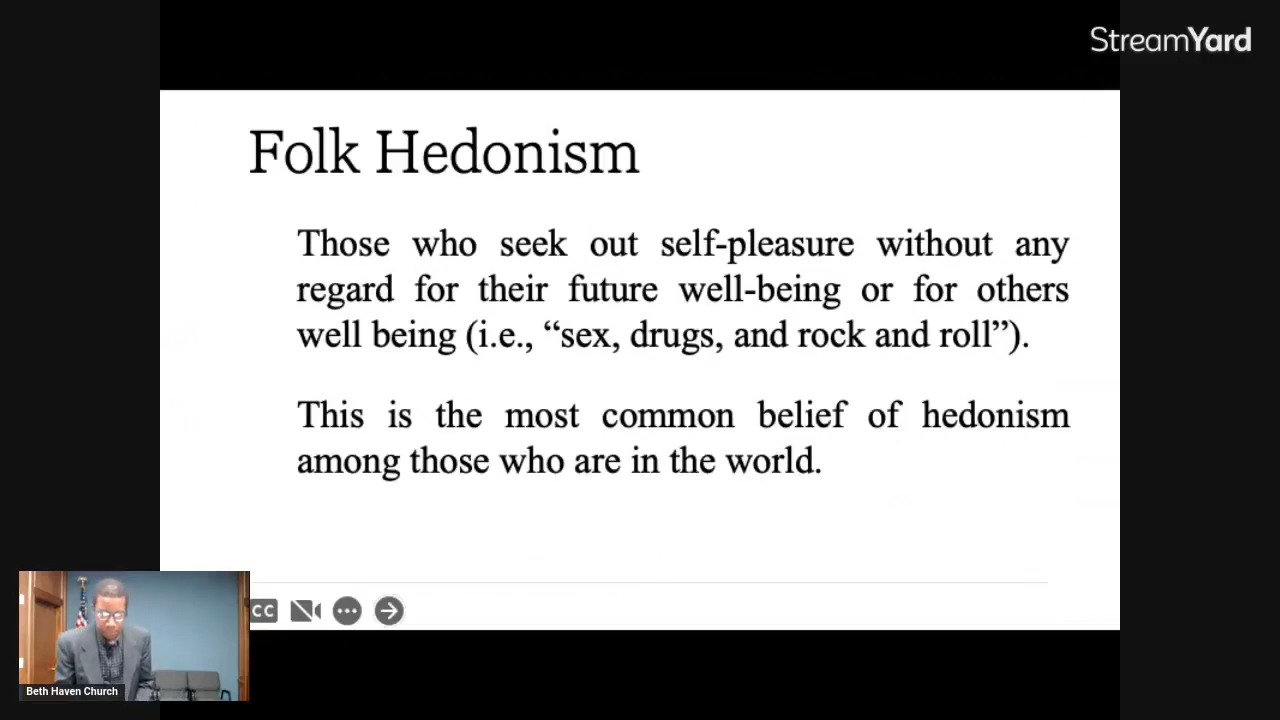 StreamYard
Folk Hedonism
Those who seek out self-pleasure without any
regard for their future well-being or for others
well being (i.e., “sex, drugs, and rock and roll”).
This is the most common belief of hedonism
among those who are in the world.
CC
Beth Haven Church